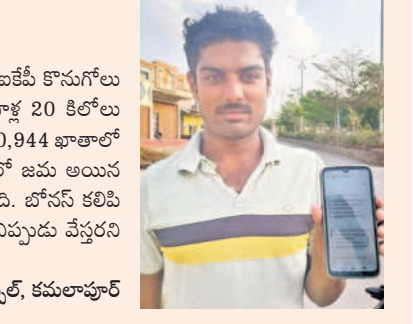 ఐకేపీ కొనుగోలు
20 కిలోలు
0,944 ఖాతాలో
జమ అయిన
బోనస్ కలిపి
వేస్తరని
కమలాపూర్